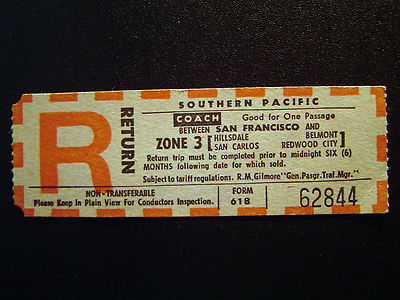 R
RETURN
SOUTHERN PACIFIC
COACH Good for One Passage
BETWEEN SAN FRANCISCO AND
ZONE 3 [HILLSDALE BELMONT]
SAN CARLOS REDWOOD CITY
Return trip must be completed prior to midnight SIX (6)
MONTHS following date for which sold.
Subject to tariff regulations. R.M. Gilmore "Gen. Pasgr. Traf. Mgr."
NON-TRANSFERABLE
Please Keep In Plain View For Conductors Inspection.
FORM
6 1 8
62844